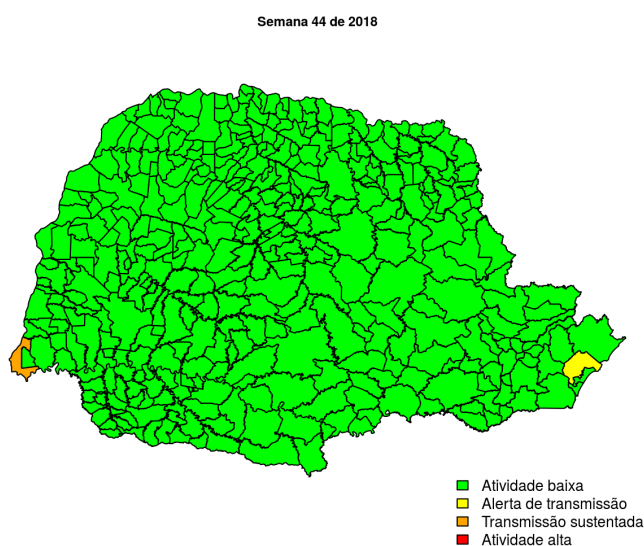 Semana 44 de 2018
Atividade baixa
Alerta de transmissão
Transmissão sustentada
Atividade alta